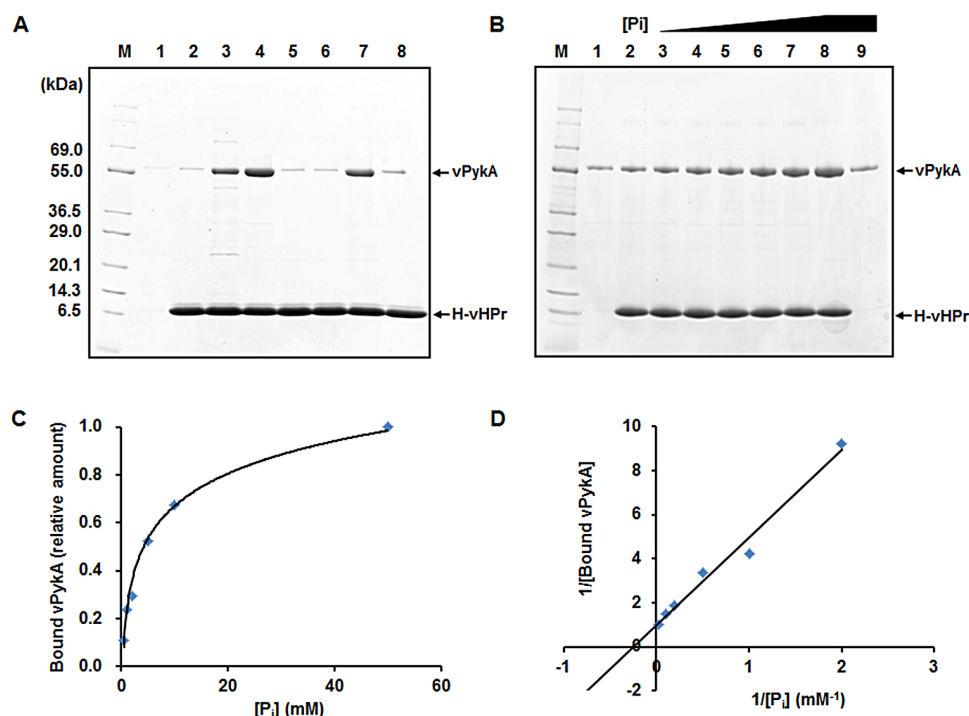 A
M 1 2 3 4 5 6 7 8
(kDa)
69.0
55.0
36.5
29.0
20.1
14.3
6.5
vPykA
H-vHPr
B
[Pi]
M 1 2 3 4 5 6 7 8 9
vPykA
H-vHPr
C
Bound vPykA (relative amount)
1.0
0.8
0.6
0.4
0.2
0.0
0 20 40 60
[Pi] (mM)
D
1/[Bound vPykA]
10
8
6
4
2
0
-2
-1 0 1 2 3
1/[Pi] (mM-1)